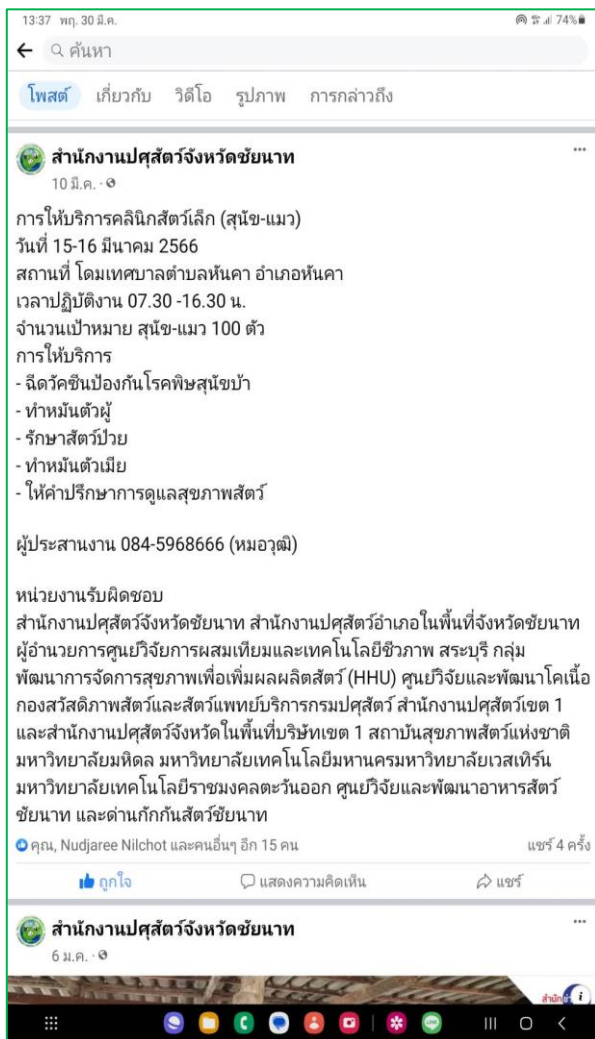 13:37 พฤ. 30 มี.ค.
74%
ค้นหา
โพสต์ เกี่ยวกับ วิดีโอ รูปภาพ การกล่าวถึง
สำนักงานปศุสัตว์จังหวัดชัยนาท
10 มี.ค. ·
การให้บริการคลินิกสัตว์เล็ก (สุนัข-แมว)
วันที่ 15-16 มีนาคม 2566
สถานที่ โดมเทศบาลตำบลหันคา อำเภอหันคา
เวลาปฏิบัติงาน 07.30 -16.30 น.
จำนวนเป้าหมาย สุนัข-แมว 100 ตัว
การให้บริการ
- ฉีดวัคซีนป้องกันโรคพิษสุนัขบ้า
- ทำหมันตัวผู้
- รักษาสัตว์ป่วย
- ทำหมันตัวเมีย
- ให้คำปรึกษาการดูแลสุขภาพสัตว์
ผู้ประสานงาน 084-5968666 (หมอวุฒิ)
หน่วยงานรับผิดชอบ
สำนักงานปศุสัตว์จังหวัดชัยนาท สำนักงานปศุสัตว์อำเภอในพื้นที่จังหวัดชัยนาท
ผู้อำนวยการศูนย์วิจัยการผสมเทียมและเทคโนโลยีชีวภาพ สระบุรี กลุ่ม
พัฒนาการจัดการสุขภาพเพื่อเพิ่มผลผลิตสัตว์ (HHU) ศูนย์วิจัยและพัฒนาโคเนื้อ
กองสวัสดิภาพสัตว์และสัตว์แพทย์บริการกรมปศุสัตว์ สำนักงานปศุสัตว์เขต 1
และสำนักงานปศุสัตว์จังหวัดในพื้นที่บริษัทเขต 1 สถาบันสุขภาพสัตว์แห่งชาติ
มหาวิทยาลัยมหิดล มหาวิทยาลัยเทคโนโลยีมหานครมหาวิทยาลัยเวสเทิร์น
มหาวิทยาลัยเทคโนโลยีราชมงคลตะวันออก ศูนย์วิจัยและพัฒนาอาหารสัตว์
ชัยนาท และด่านกักกันสัตว์ชัยนาท
คุณ, Nudjaree Nilchot และคนอื่นๆ อีก 15 คน แชร์ 4 ครั้ง
ถูกใจ แสดงความคิดเห็น แชร์
สำนักงานปศุสัตว์จังหวัดชัยนาท
6 ม.ค. ·